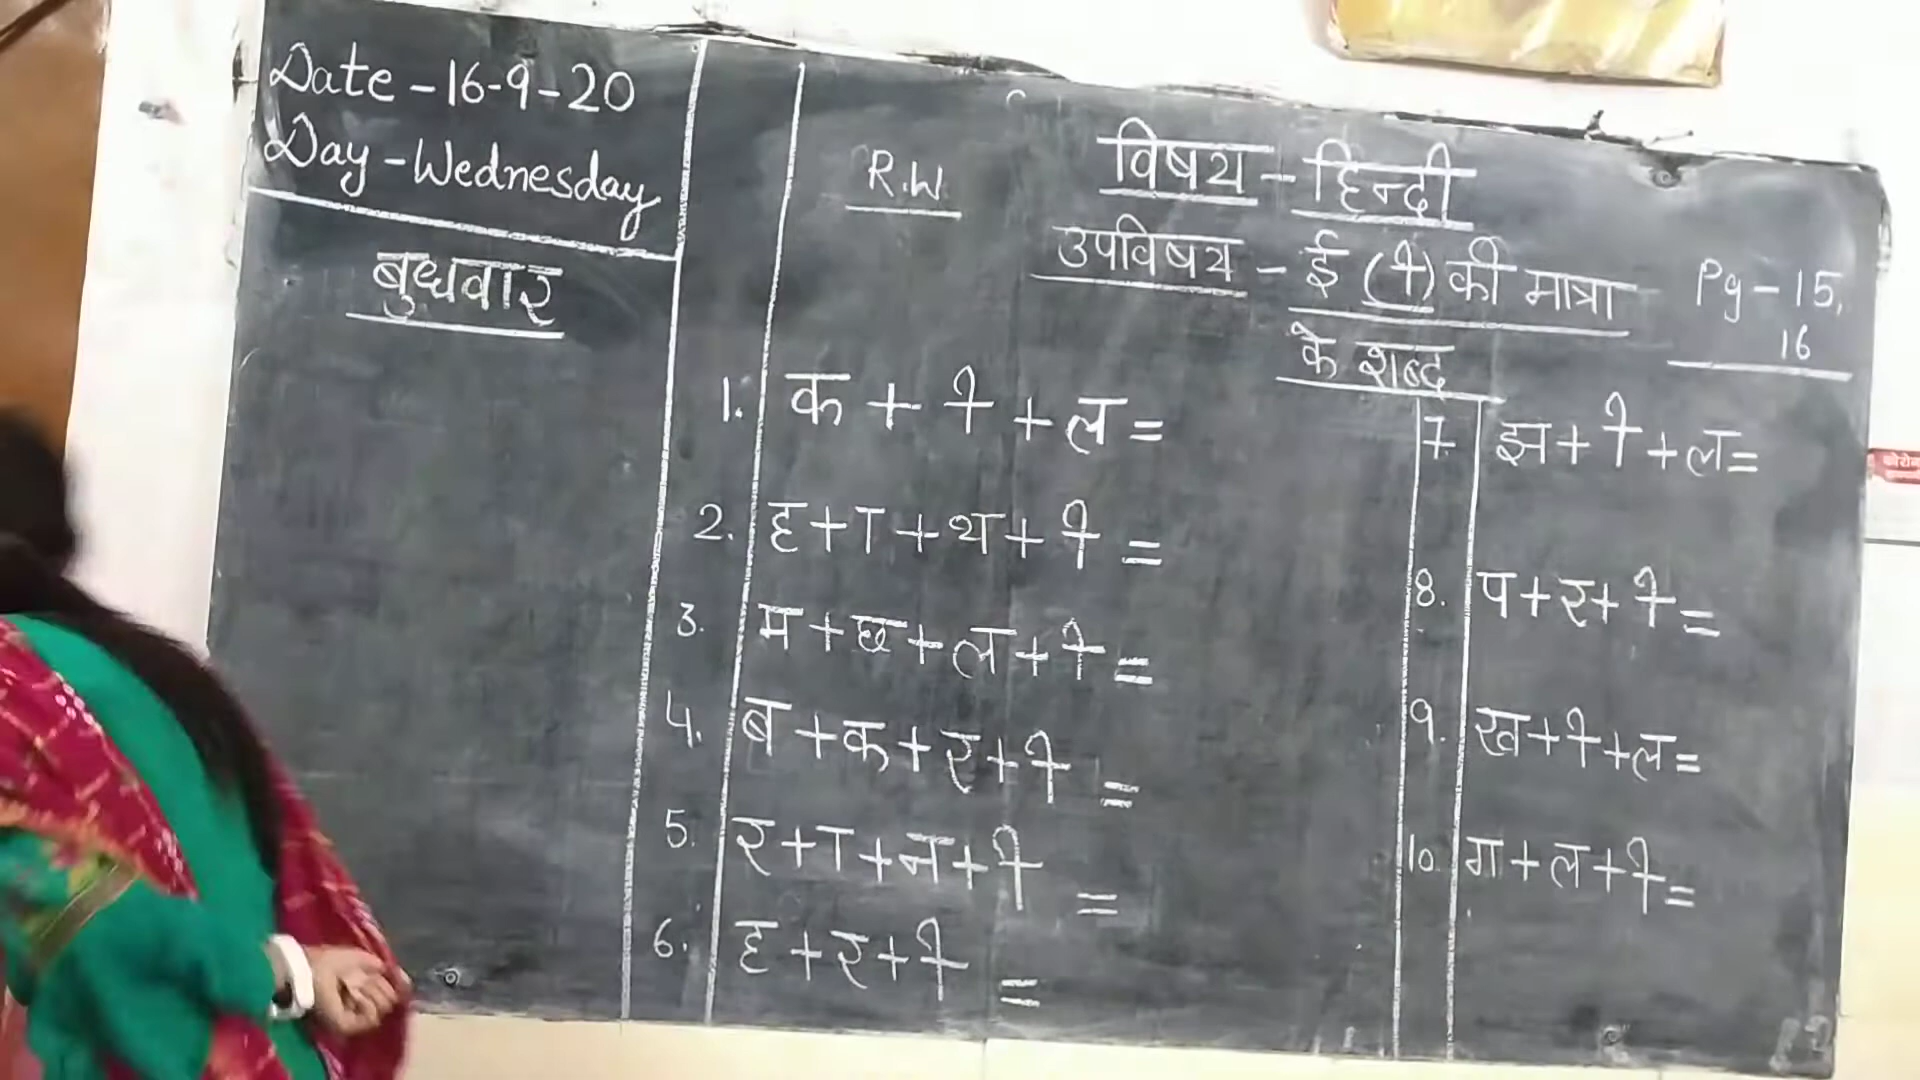 Date - 16-9-20
Day - Wednesday
बुधवार
R.W.
विषय - हिन्दी
उपविषय - ई (ी) की मात्रा
के शब्द
Pg - 15,
16
1. क + ी + ल =
2. ह + ा + थ + ी =
3. म + छ + ल + ी =
4. ब + क + र + ी =
5. र + ा + न + ी =
6. ह + र + ी =
7. झ + ी + ल =
8. प + र + ी =
9. ख + ी + ल =
10. ग + ल + ी =